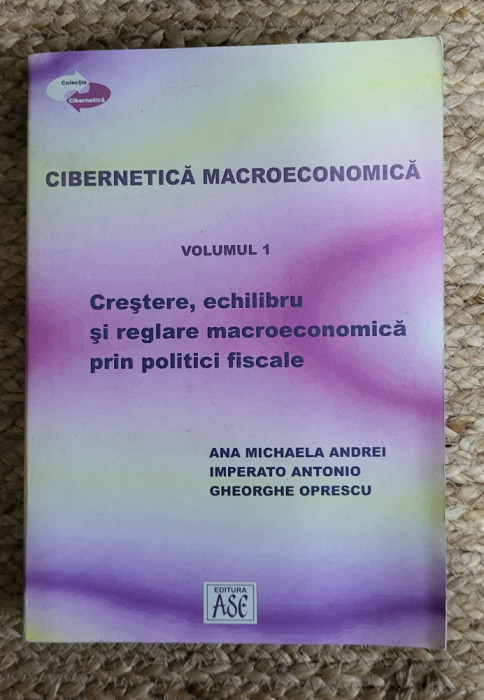 Colecția
Cibernetică
CIBERNETICĂ MACROECONOMICĂ
VOLUMUL 1
Creştere, echilibru
şi reglare macroeconomică
prin politici fiscale
ANA MICHAELA ANDREI
IMPERATO ANTONIO
GHEORGHE OPRESCU
EDITURA
ASE